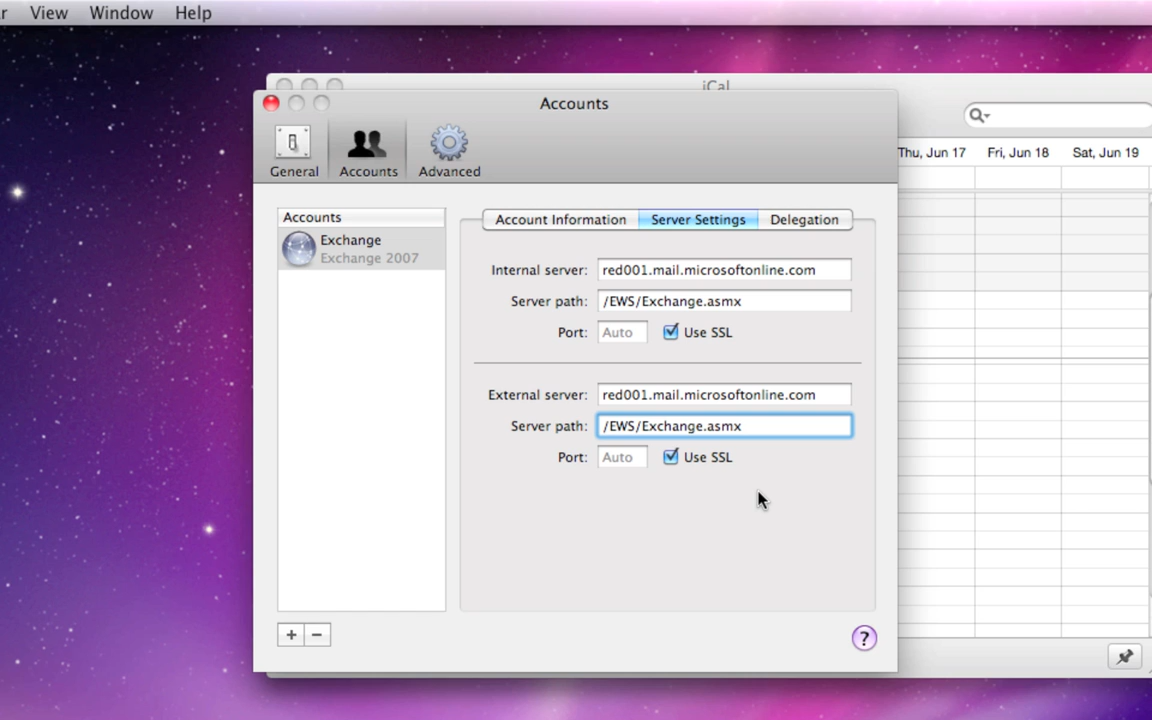 View Window Help
iCal
Accounts
General Accounts Advanced
Thu, Jun 17 Fri, Jun 18 Sat, Jun 19
Accounts
Exchange
Exchange 2007
Account Information Server Settings Delegation
Internal server: red001.mail.microsoftonline.com
Server path: /EWS/Exchange.asmx
Port: Auto Use SSL
External server: red001.mail.microsoftonline.com
Server path: /EWS/Exchange.asmx
Port: Auto Use SSL
+ − ?